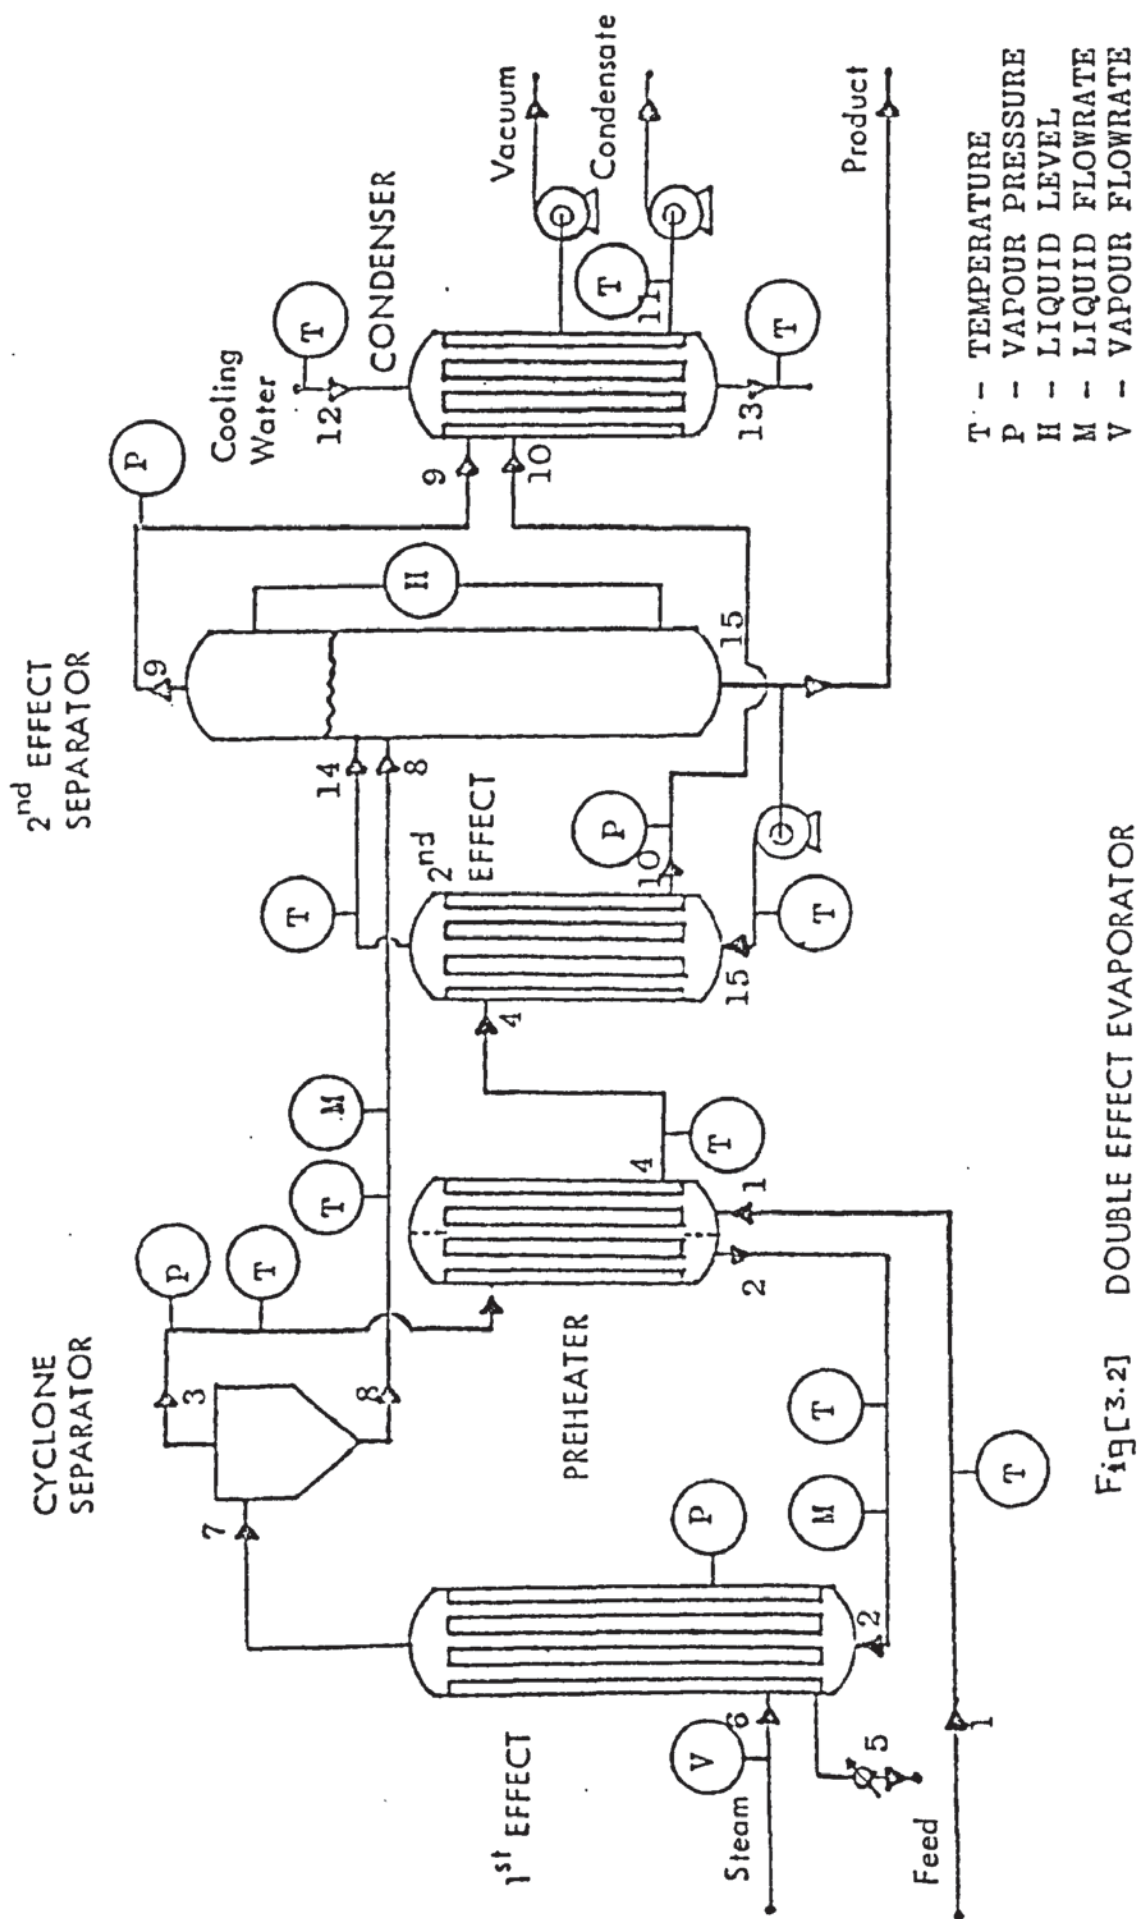 2nd EFFECT
SEPARATOR
CYCLONE
SEPARATOR
P
9
Cooling
Water
T
12
CONDENSER
Vacuum
Condensate
P
T
3
7
8
T
M
T
14
8
H
9
10
T
11
13
T
1st EFFECT
P
PREHEATER
4
2nd
EFFECT
P
10
15
V
6
Steam
5
2
M
T
2
1
4
T
15
T
Product
Feed
1
T
T - TEMPERATURE
P - VAPOUR PRESSURE
H - LIQUID LEVEL
M - LIQUID FLOWRATE
V - VAPOUR FLOWRATE
Fig[3.2] DOUBLE EFFECT EVAPORATOR